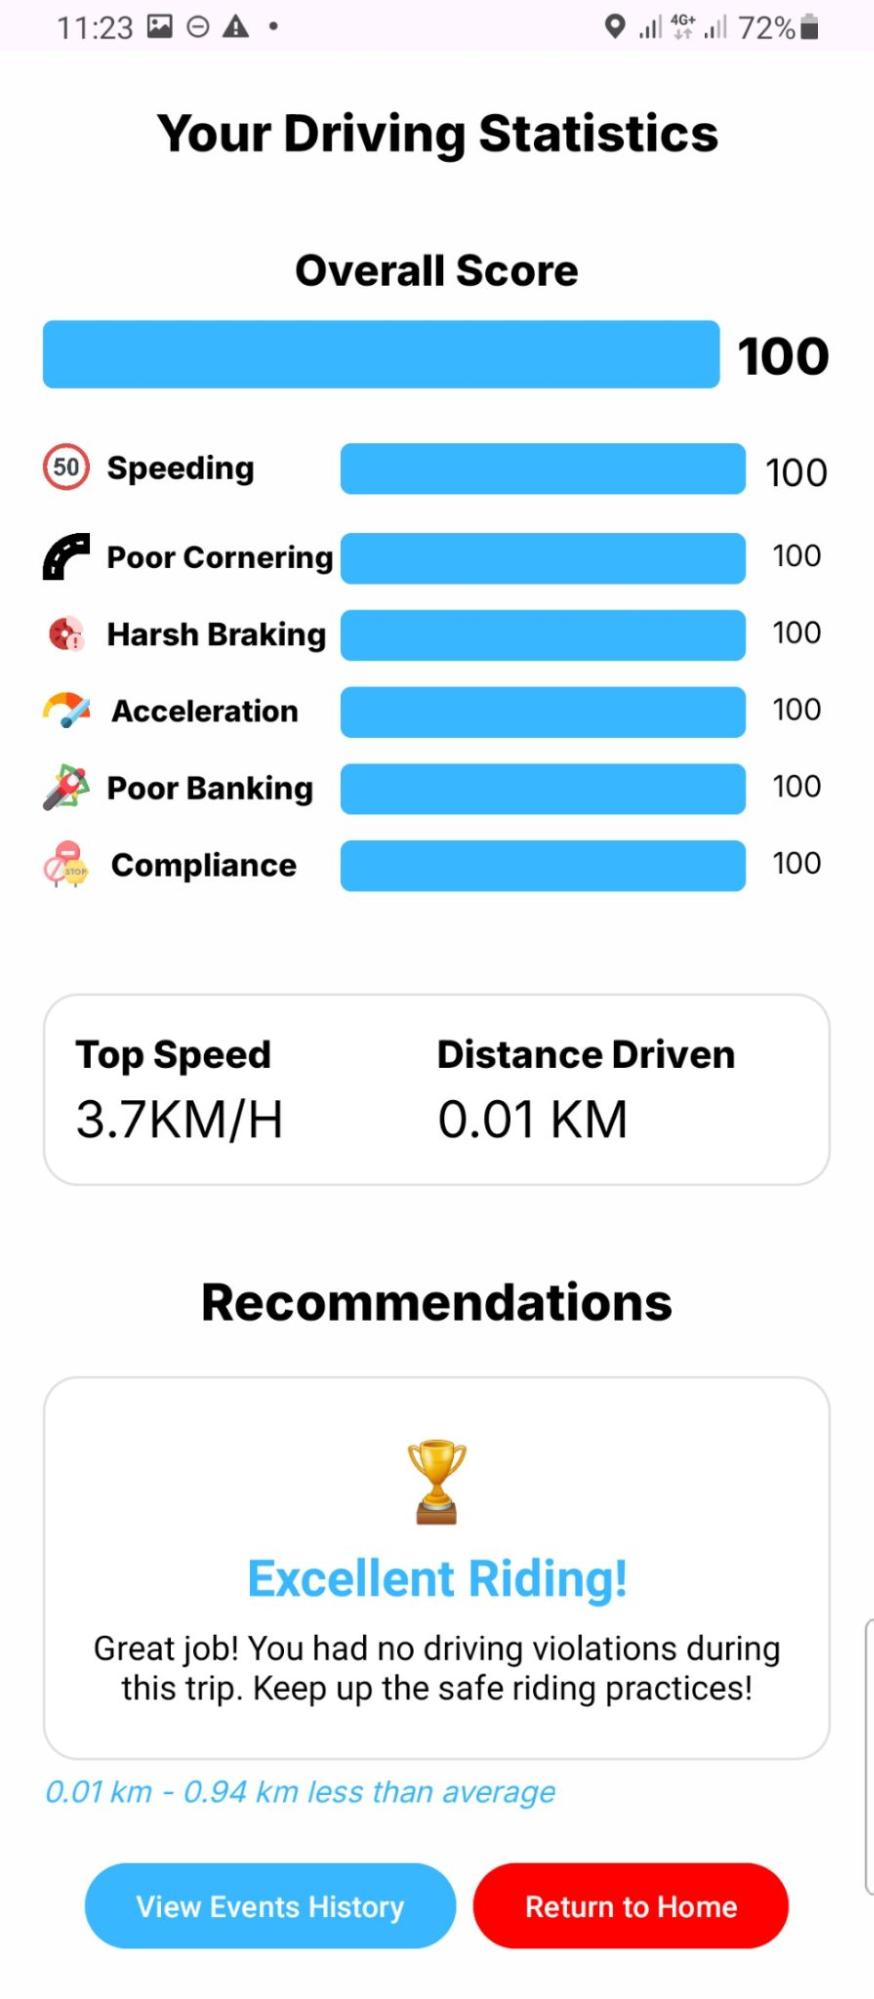 11:23
4G+
72%
Your Driving Statistics
Overall Score
100
50 Speeding 100
Poor Cornering 100
! Harsh Braking 100
Acceleration 100
Poor Banking 100
STOP Compliance 100
Top Speed Distance Driven
3.7KM/H 0.01 KM
Recommendations
Excellent Riding!
Great job! You had no driving violations during
this trip. Keep up the safe riding practices!
0.01 km - 0.94 km less than average
View Events History Return to Home